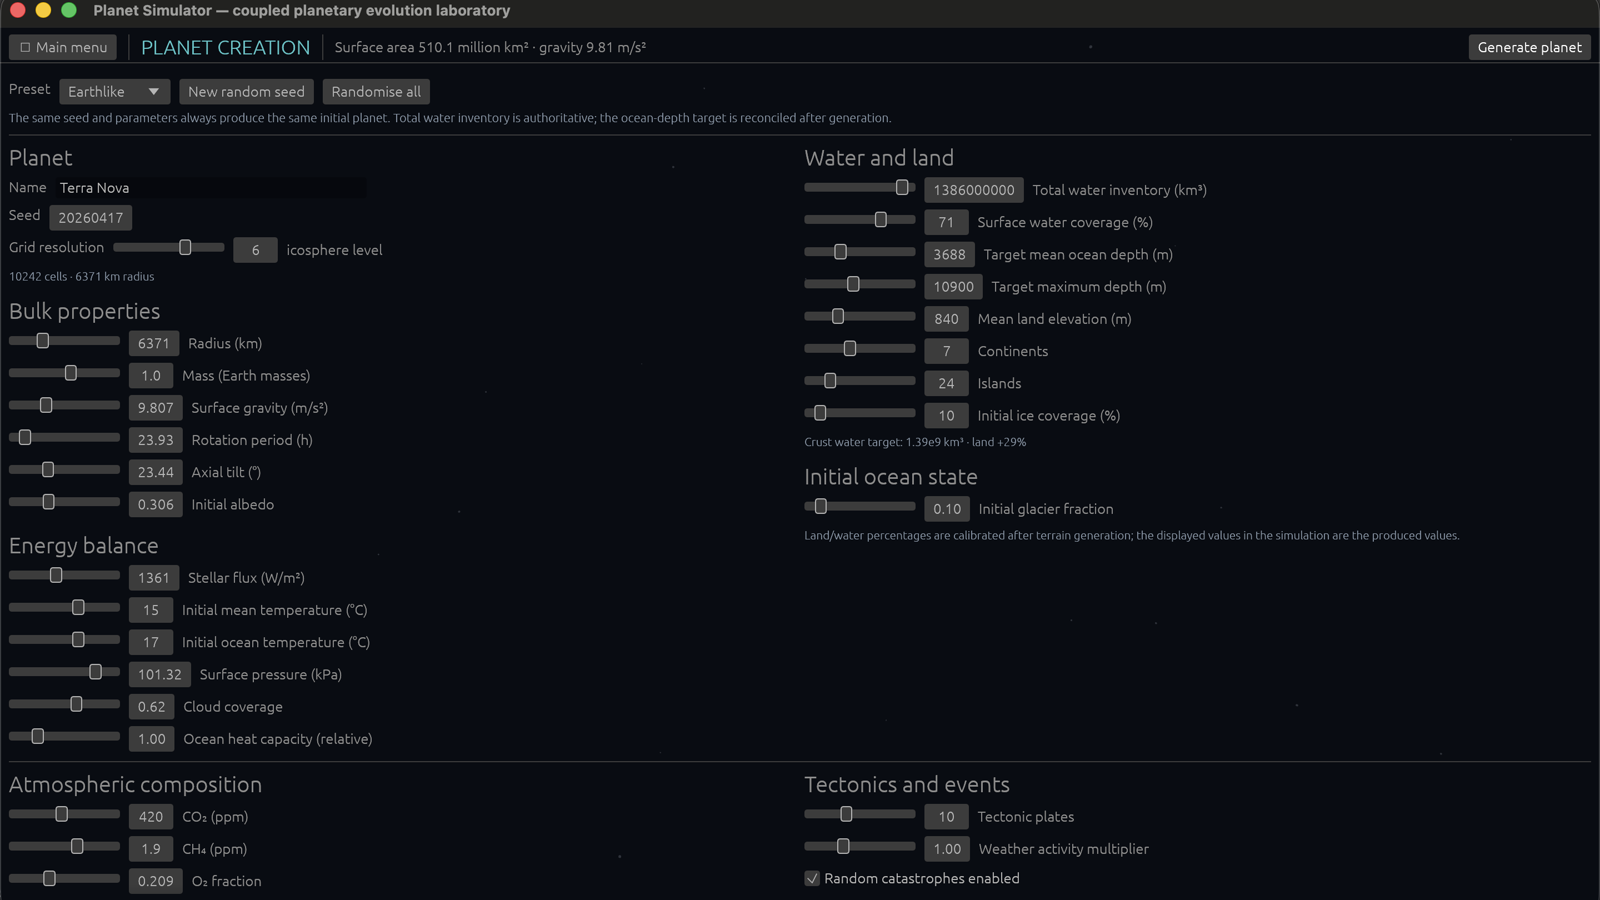 Planet Simulator — coupled planetary evolution laboratory
Main menu
PLANET CREATION
Surface area 510.1 million km² · gravity 9.81 m/s²
Generate planet
Preset
Earthlike
New random seed
Randomise all
The same seed and parameters always produce the same initial planet. Total water inventory is authoritative; the ocean-depth target is reconciled after generation.
Planet
Name Terra Nova
Seed 20260417
Grid resolution 6 icosphere level
10242 cells · 6371 km radius
Bulk properties
6371 Radius (km)
1.0 Mass (Earth masses)
9.807 Surface gravity (m/s²)
23.93 Rotation period (h)
23.44 Axial tilt (°)
0.306 Initial albedo
Energy balance
1361 Stellar flux (W/m²)
15 Initial mean temperature (°C)
17 Initial ocean temperature (°C)
101.32 Surface pressure (kPa)
0.62 Cloud coverage
1.00 Ocean heat capacity (relative)
Water and land
1386000000 Total water inventory (km³)
71 Surface water coverage (%)
3688 Target mean ocean depth (m)
10900 Target maximum depth (m)
840 Mean land elevation (m)
7 Continents
24 Islands
10 Initial ice coverage (%)
Crust water target: 1.39e9 km³ · land +29%
Initial ocean state
0.10 Initial glacier fraction
Land/water percentages are calibrated after terrain generation; the displayed values in the simulation are the produced values.
Atmospheric composition
420 CO₂ (ppm)
1.9 CH₄ (ppm)
0.209 O₂ fraction
Tectonics and events
10 Tectonic plates
1.00 Weather activity multiplier
Random catastrophes enabled